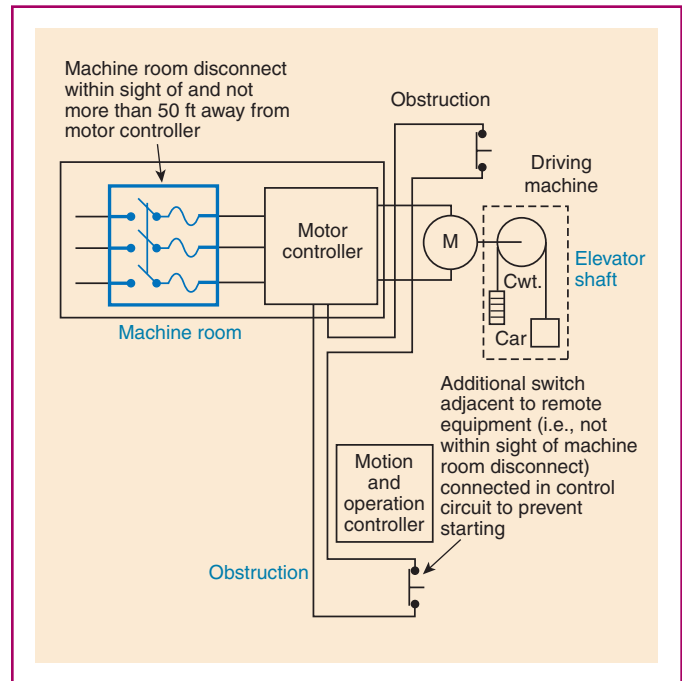 Machine room disconnect
within sight of and not
more than 50 ft away from
motor controller
Obstruction
Driving
machine
Motor
controller
M
Elevator
shaft
Cwt.
Car
Machine room
Additional switch
adjacent to remote
equipment (i.e., not
within sight of machine
room disconnect)
connected in control
circuit to prevent
starting
Motion
and
operation
controller
Obstruction